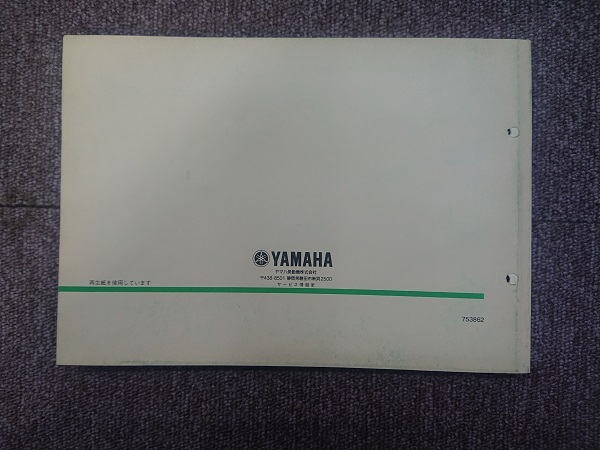 YAMAHA
ヤマハ発動機株式会社
〒438-8501 静岡県磐田市新貝2500
サービス情報室
再生紙を使用しています
753862